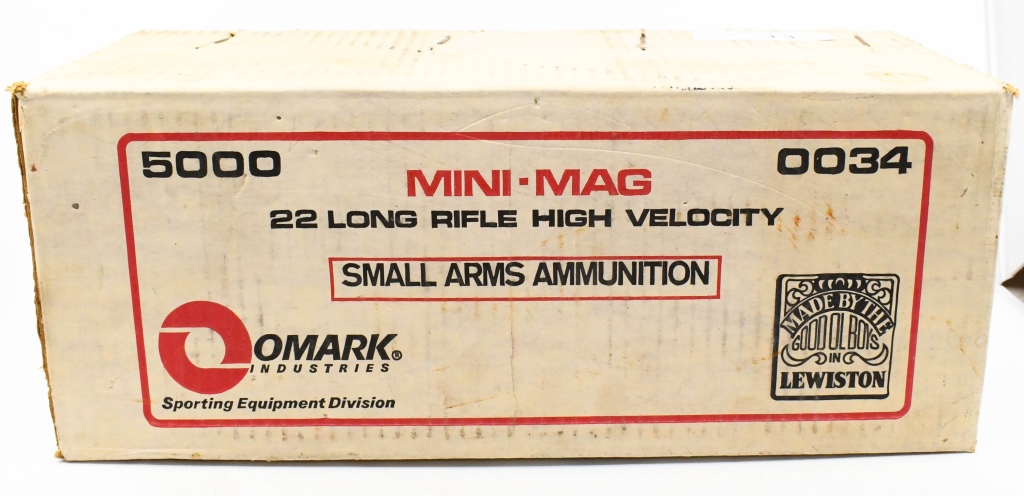 5000
0034
MINI-MAG
22 LONG RIFLE HIGH VELOCITY
SMALL ARMS AMMUNITION
OMARK®
INDUSTRIES
Sporting Equipment Division
MADE BY THE
GOOD OL BOYS
IN
LEWISTON